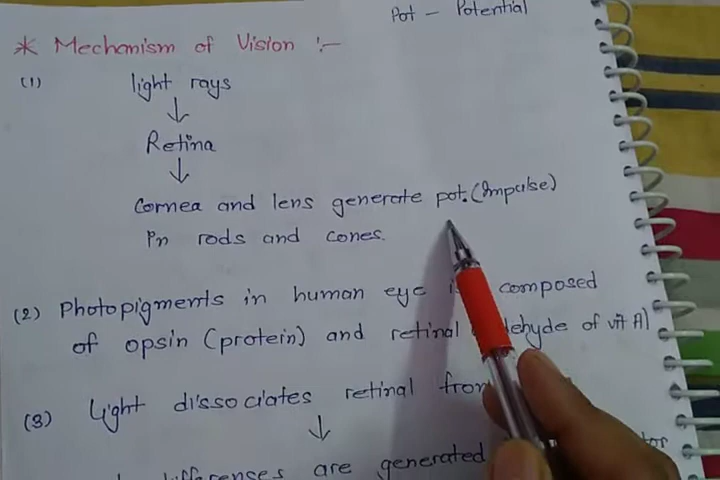 Pot - Potential
* Mechanism of Vision :-
(1) light rays
↓
Retina
↓
Cornea and lens generate pot. (Impulse)
in rods and cones.
(2) Photopigments in human eye composed
of opsin (protein) and retinal dehyde of vit A)
(3) Light dissociates retinal from
↓
are generated